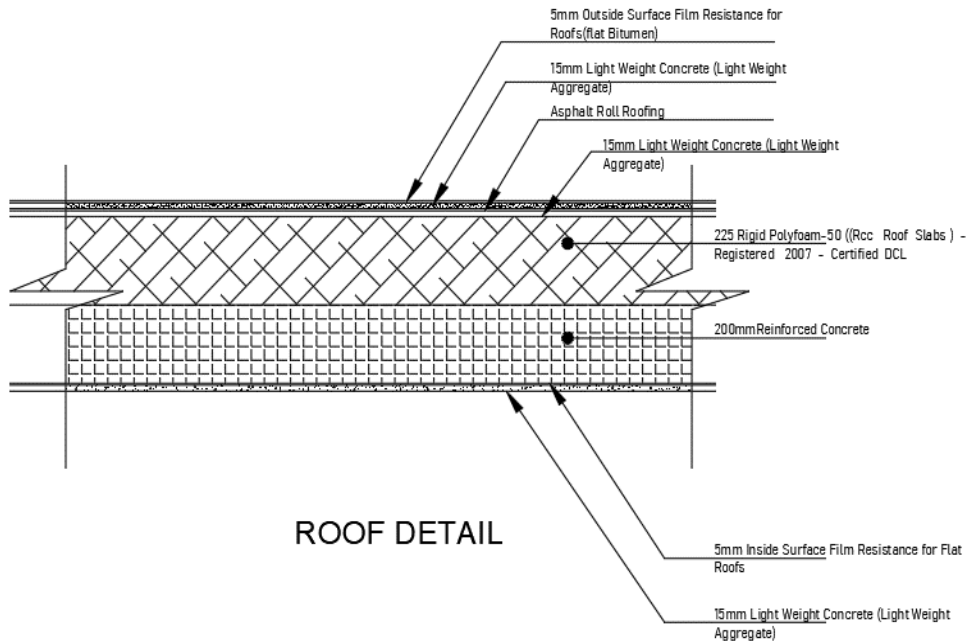 5mm Outside Surface Film Resistance for
Roofs(flat Bitumen)
15mm Light Weight Concrete (Light Weight
Aggregate)
Asphalt Roll Roofing
15mm Light Weight Concrete (Light Weight
Aggregate)
225 Rigid Polyfoam-50 ((Rcc Roof Slabs ) -
Registered 2007 - Certified DCL
200mmReinforced Concrete
ROOF DETAIL
5mm Inside Surface Film Resistance for Flat
Roofs
15mm Light Weight Concrete (Light Weight
Aggregate)